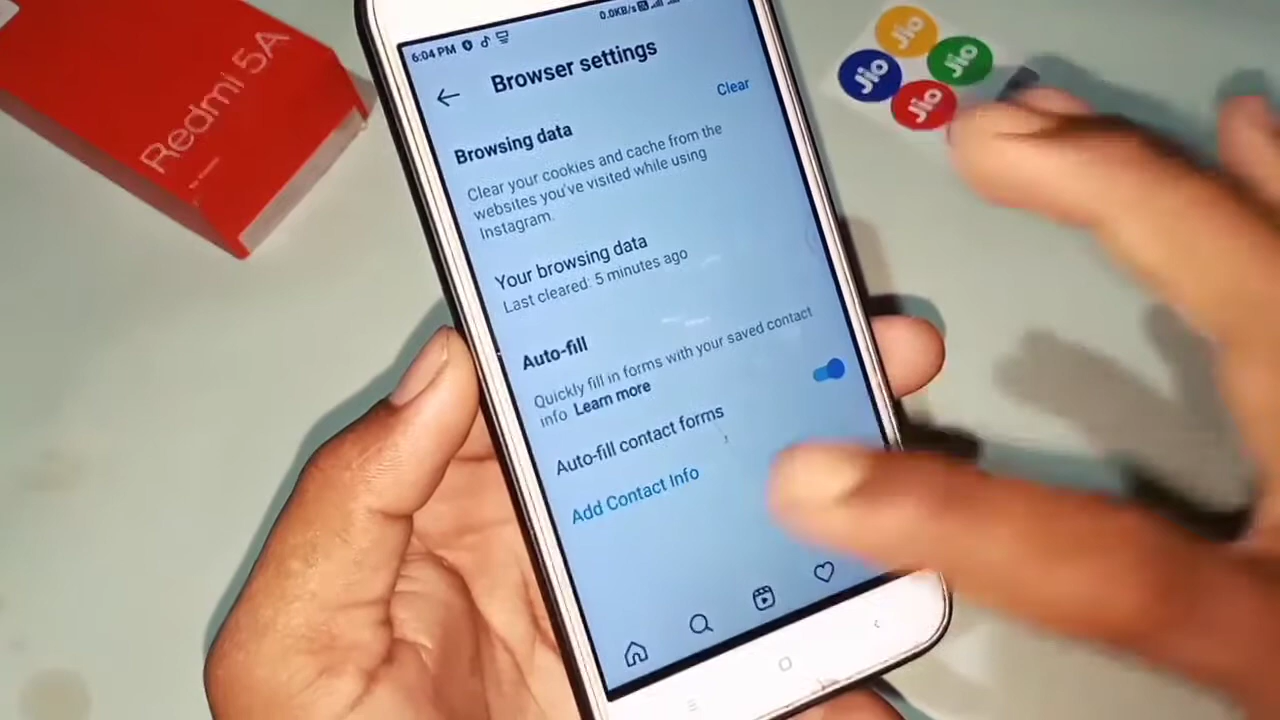 Redmi 5A
Jio
Jio
Jio
Jio
6:04 PM
0.0KB/s
Browser settings
Browsing data
Clear
Clear your cookies and cache from the
websites you've visited while using
Instagram.
Your browsing data
Last cleared: 5 minutes ago
Auto-fill
Quickly fill in forms with your saved contact
info Learn more
Auto-fill contact forms
Add Contact Info